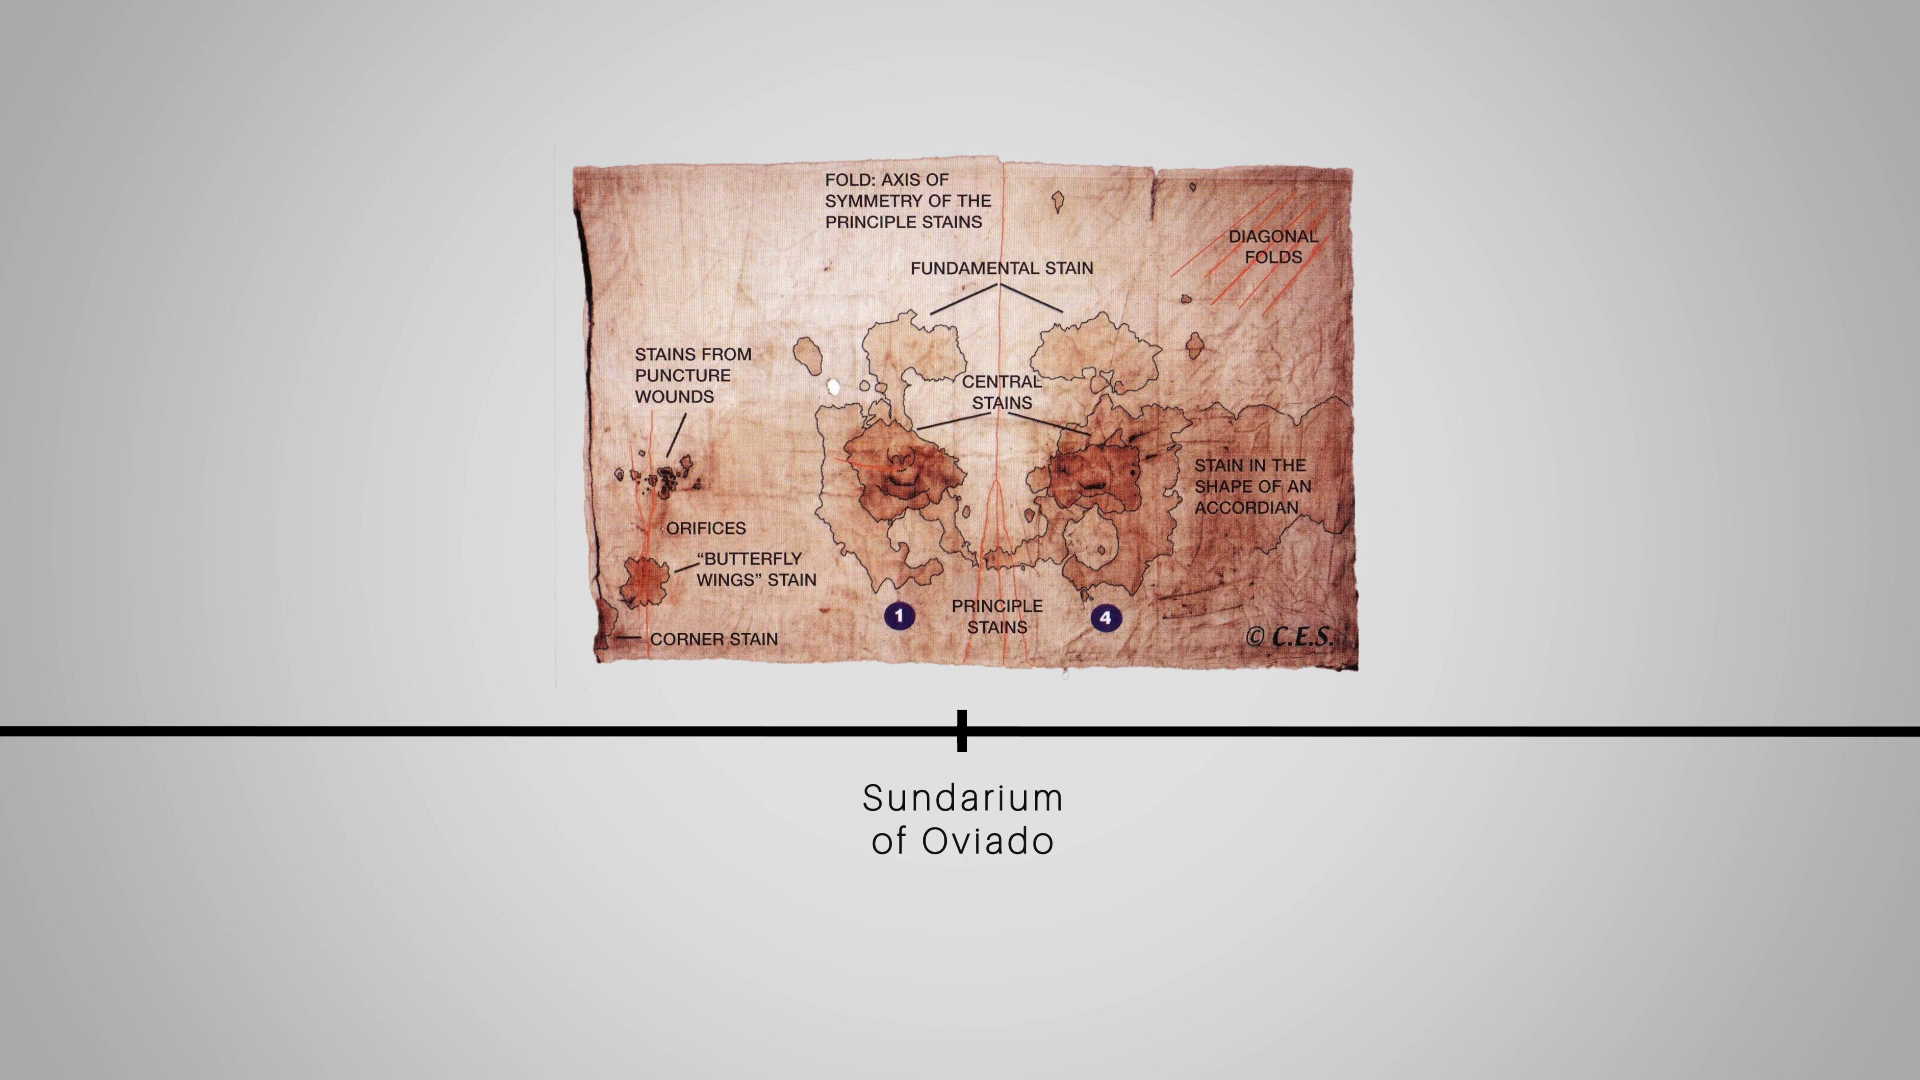 FOLD: AXIS OF
SYMMETRY OF THE
PRINCIPLE STAINS
DIAGONAL
FOLDS
FUNDAMENTAL STAIN
STAINS FROM
PUNCTURE
WOUNDS
CENTRAL
STAINS
STAIN IN THE
SHAPE OF AN
ACCORDIAN
ORIFICES
“BUTTERFLY
WINGS” STAIN
1
PRINCIPLE
STAINS
4
CORNER STAIN
© C.E.S.
Sundarium
of Oviado